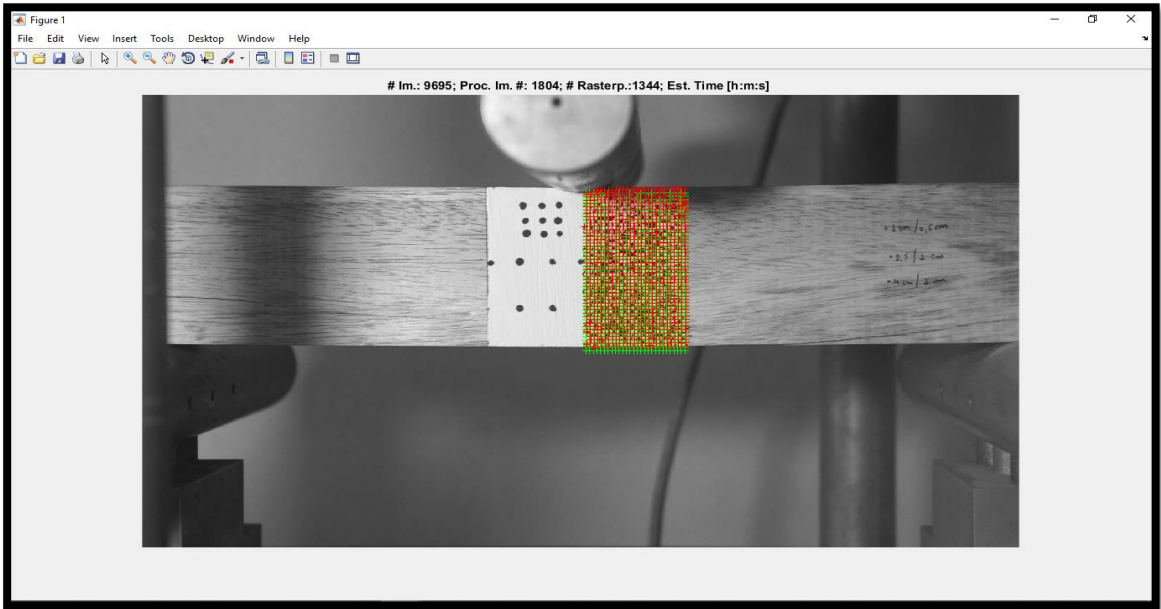 Figure 1
File Edit View Insert Tools Desktop Window Help
# Im.: 9695; Proc. Im. #: 1804; # Rasterp.:1344; Est. Time [h:m:s]